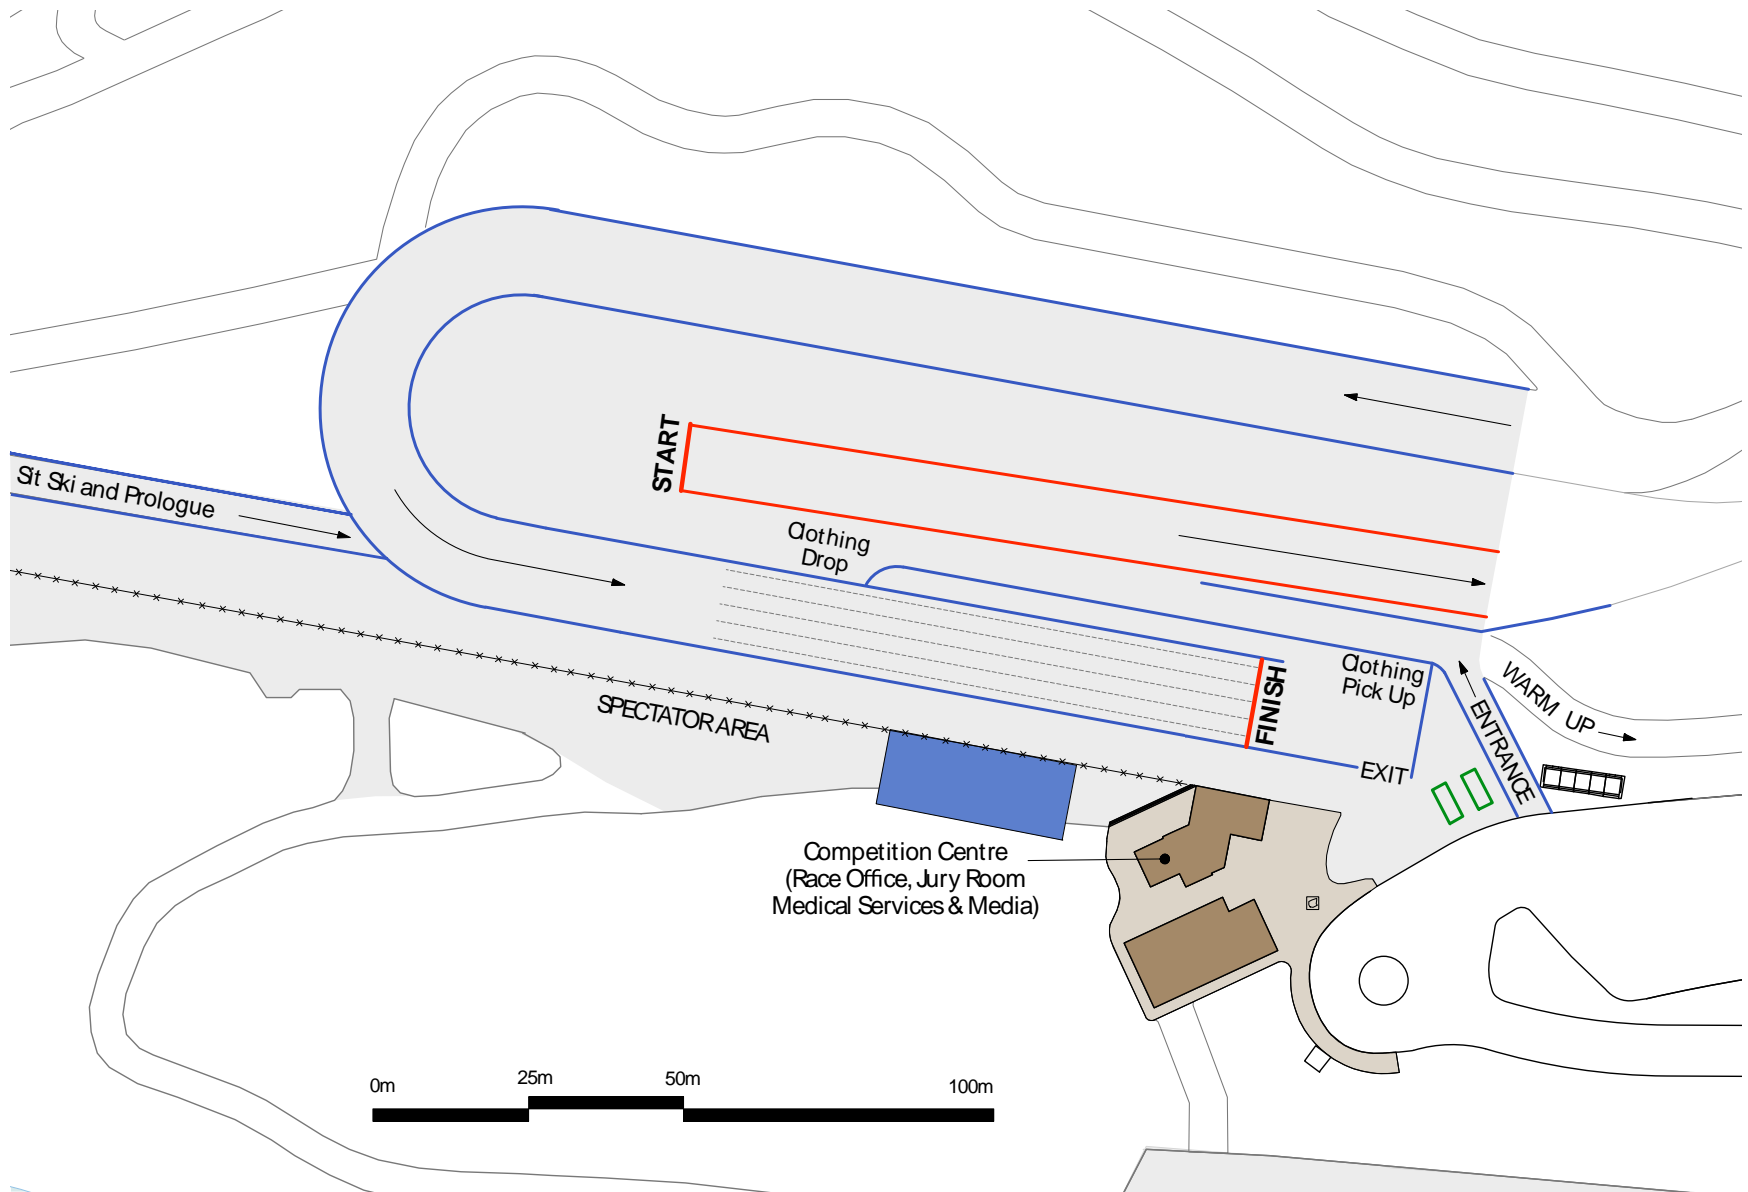 START
Sit Ski and Prologue
Clothing
Drop
Clothing
Pick Up
FINISH
WARM UP
ENTRANCE
SPECTATOR AREA
EXIT
Competition Centre
(Race Office, Jury Room
Medical Services & Media)
0m
25m
50m
100m